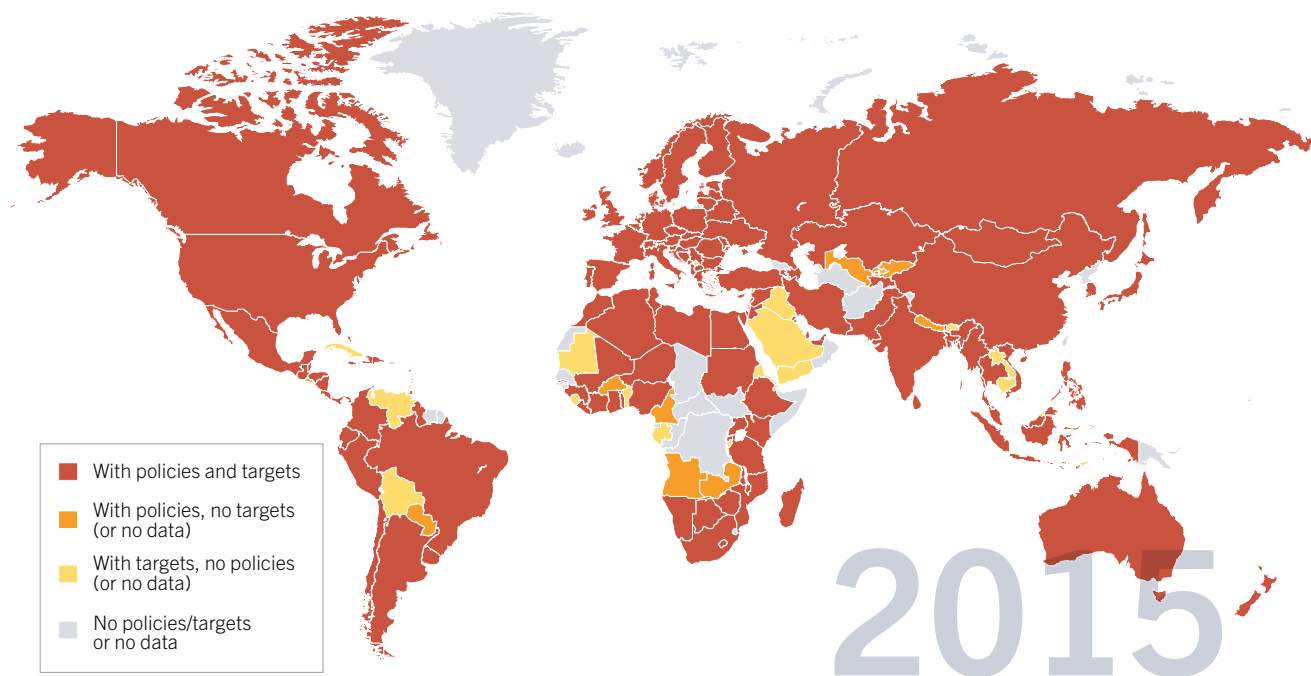 With policies and targets
With policies, no targets
(or no data)
With targets, no policies
(or no data)
No policies/targets
or no data
2015